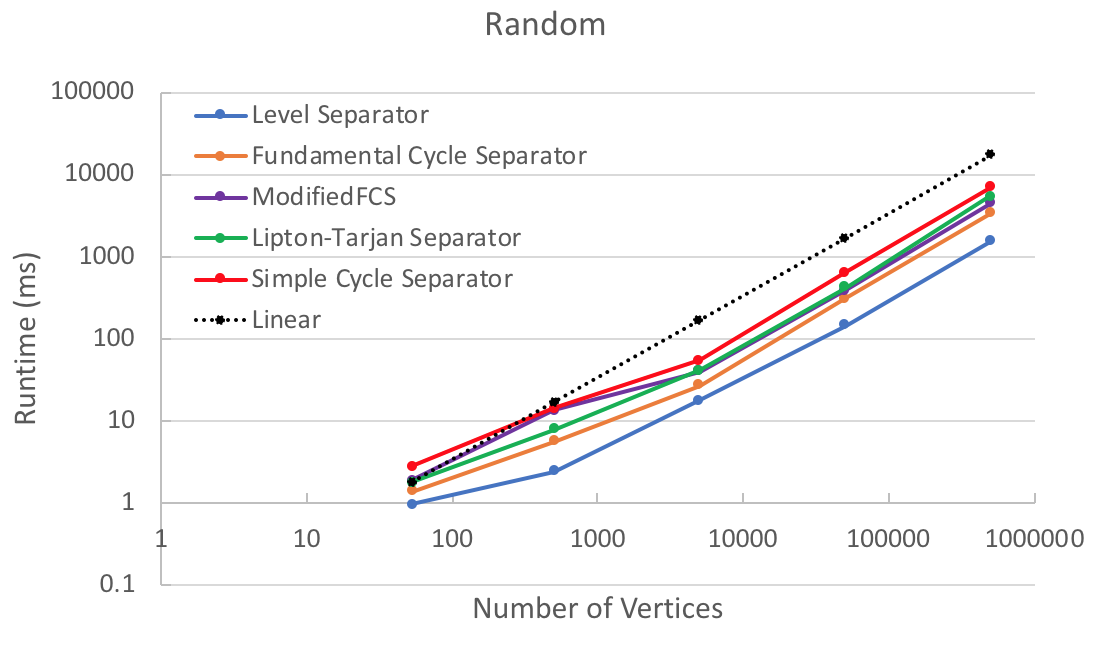 Random
100000
10000
1000
100
10
1
0.1
Runtime (ms)
Level Separator
Fundamental Cycle Separator
ModifiedFCS
Lipton-Tarjan Separator
Simple Cycle Separator
Linear
1 10 100 1000 10000 100000 1000000
Number of Vertices